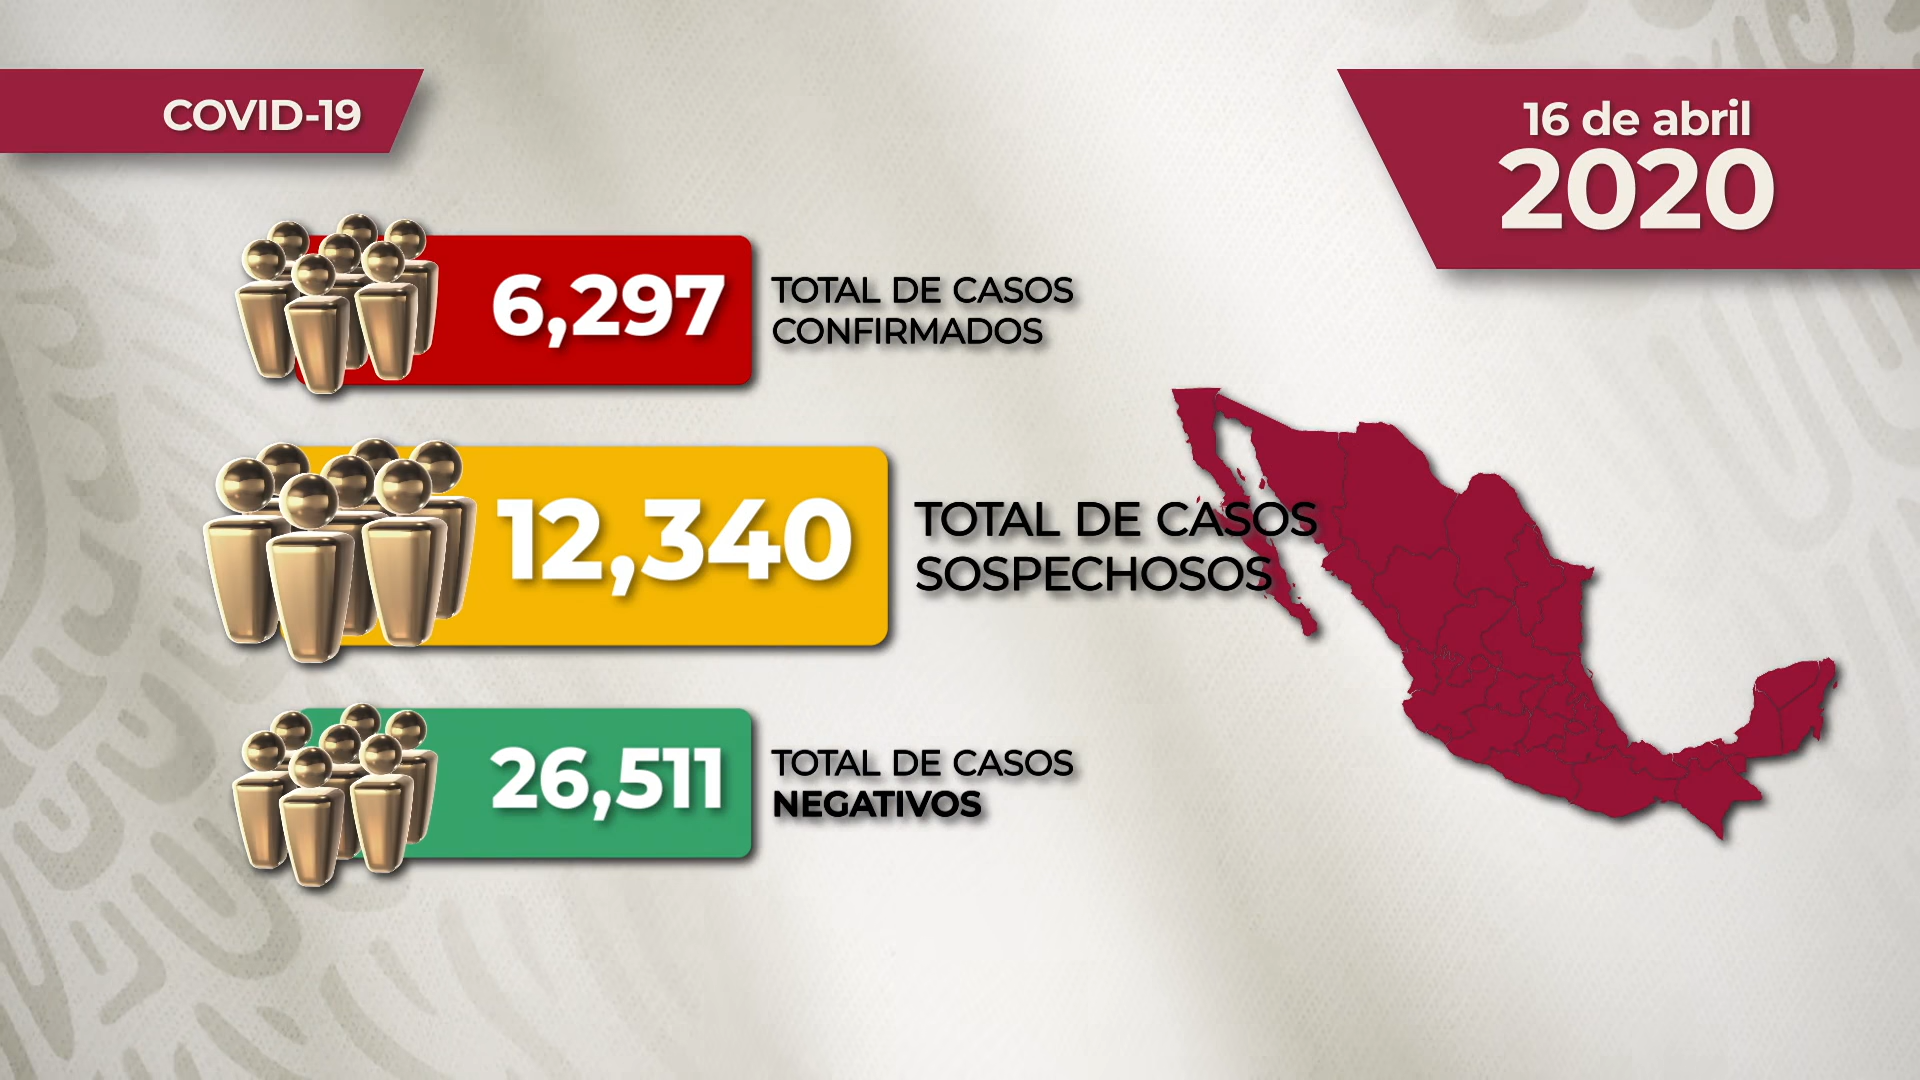 COVID-19
16 de abril
2020
6,297
TOTAL DE CASOS
CONFIRMADOS
12,340
TOTAL DE CASOS
SOSPECHOSOS
26,511
TOTAL DE CASOS
NEGATIVOS